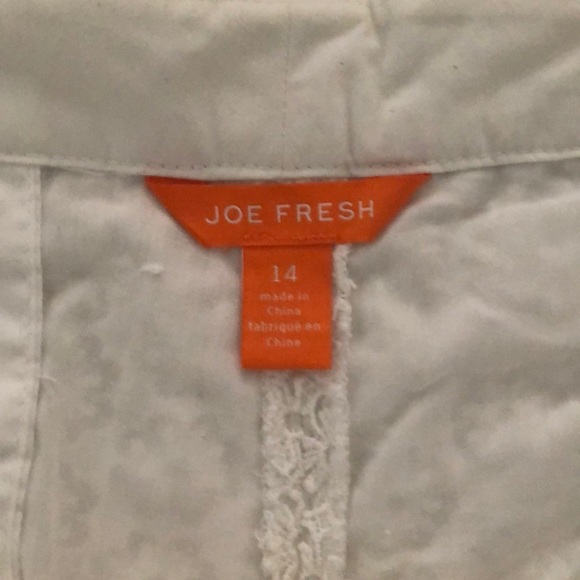 JOE FRESH
14
made in
China
fabriqué en
Chine